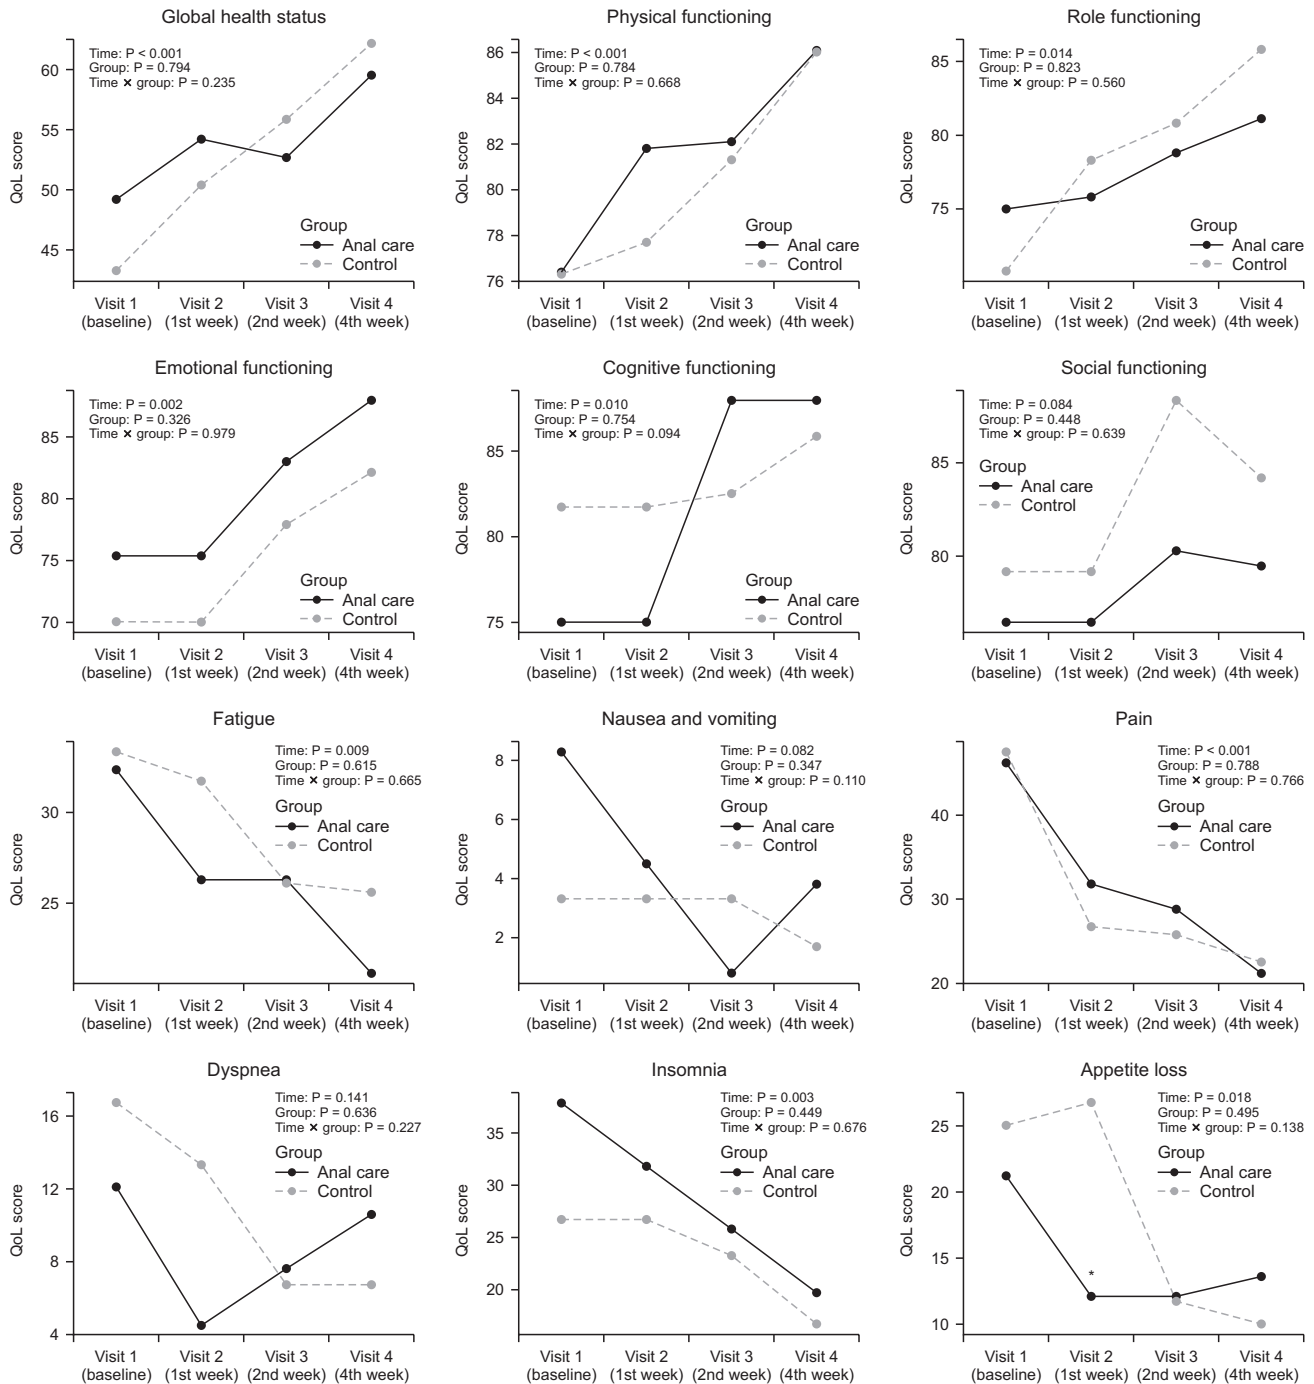 Global health status
Time: P < 0.001
Group: P = 0.794
Time × group: P = 0.235
QoL score
60
55
50
45
Group
Anal care
Control
Visit 1 Visit 2 Visit 3 Visit 4
(baseline) (1st week) (2nd week) (4th week)
Physical functioning
Time: P < 0.001
Group: P = 0.784
Time × group: P = 0.668
QoL score
86
84
82
80
78
76
Group
Anal care
Control
Visit 1 Visit 2 Visit 3 Visit 4
(baseline) (1st week) (2nd week) (4th week)
Role functioning
Time: P = 0.014
Group: P = 0.823
Time × group: P = 0.560
QoL score
85
80
75
Group
Anal care
Control
Visit 1 Visit 2 Visit 3 Visit 4
(baseline) (1st week) (2nd week) (4th week)
Emotional functioning
Time: P = 0.002
Group: P = 0.326
Time × group: P = 0.979
QoL score
85
80
75
70
Group
Anal care
Control
Visit 1 Visit 2 Visit 3 Visit 4
(baseline) (1st week) (2nd week) (4th week)
Cognitive functioning
Time: P = 0.010
Group: P = 0.754
Time × group: P = 0.094
QoL score
85
80
75
Group
Anal care
Control
Visit 1 Visit 2 Visit 3 Visit 4
(baseline) (1st week) (2nd week) (4th week)
Social functioning
Time: P = 0.084
Group: P = 0.448
Time × group: P = 0.639
Group
Anal care
Control
QoL score
85
80
Visit 1 Visit 2 Visit 3 Visit 4
(baseline) (1st week) (2nd week) (4th week)
Fatigue
Time: P = 0.009
Group: P = 0.615
Time × group: P = 0.665
Group
Anal care
Control
QoL score
30
25
Visit 1 Visit 2 Visit 3 Visit 4
(baseline) (1st week) (2nd week) (4th week)
Nausea and vomiting
Time: P = 0.082
Group: P = 0.347
Time × group: P = 0.110
Group
Anal care
Control
QoL score
8
6
4
2
Visit 1 Visit 2 Visit 3 Visit 4
(baseline) (1st week) (2nd week) (4th week)
Pain
Time: P < 0.001
Group: P = 0.788
Time × group: P = 0.766
Group
Anal care
Control
QoL score
40
30
20
Visit 1 Visit 2 Visit 3 Visit 4
(baseline) (1st week) (2nd week) (4th week)
Dyspnea
Time: P = 0.141
Group: P = 0.636
Time × group: P = 0.227
Group
Anal care
Control
QoL score
16
12
8
4
Visit 1 Visit 2 Visit 3 Visit 4
(baseline) (1st week) (2nd week) (4th week)
Insomnia
Time: P = 0.003
Group: P = 0.449
Time × group: P = 0.676
Group
Anal care
Control
QoL score
35
30
25
20
Visit 1 Visit 2 Visit 3 Visit 4
(baseline) (1st week) (2nd week) (4th week)
Appetite loss
Time: P = 0.018
Group: P = 0.495
Time × group: P = 0.138
Group
Anal care
Control
QoL score
25
20
15
10
*
Visit 1 Visit 2 Visit 3 Visit 4
(baseline) (1st week) (2nd week) (4th week)